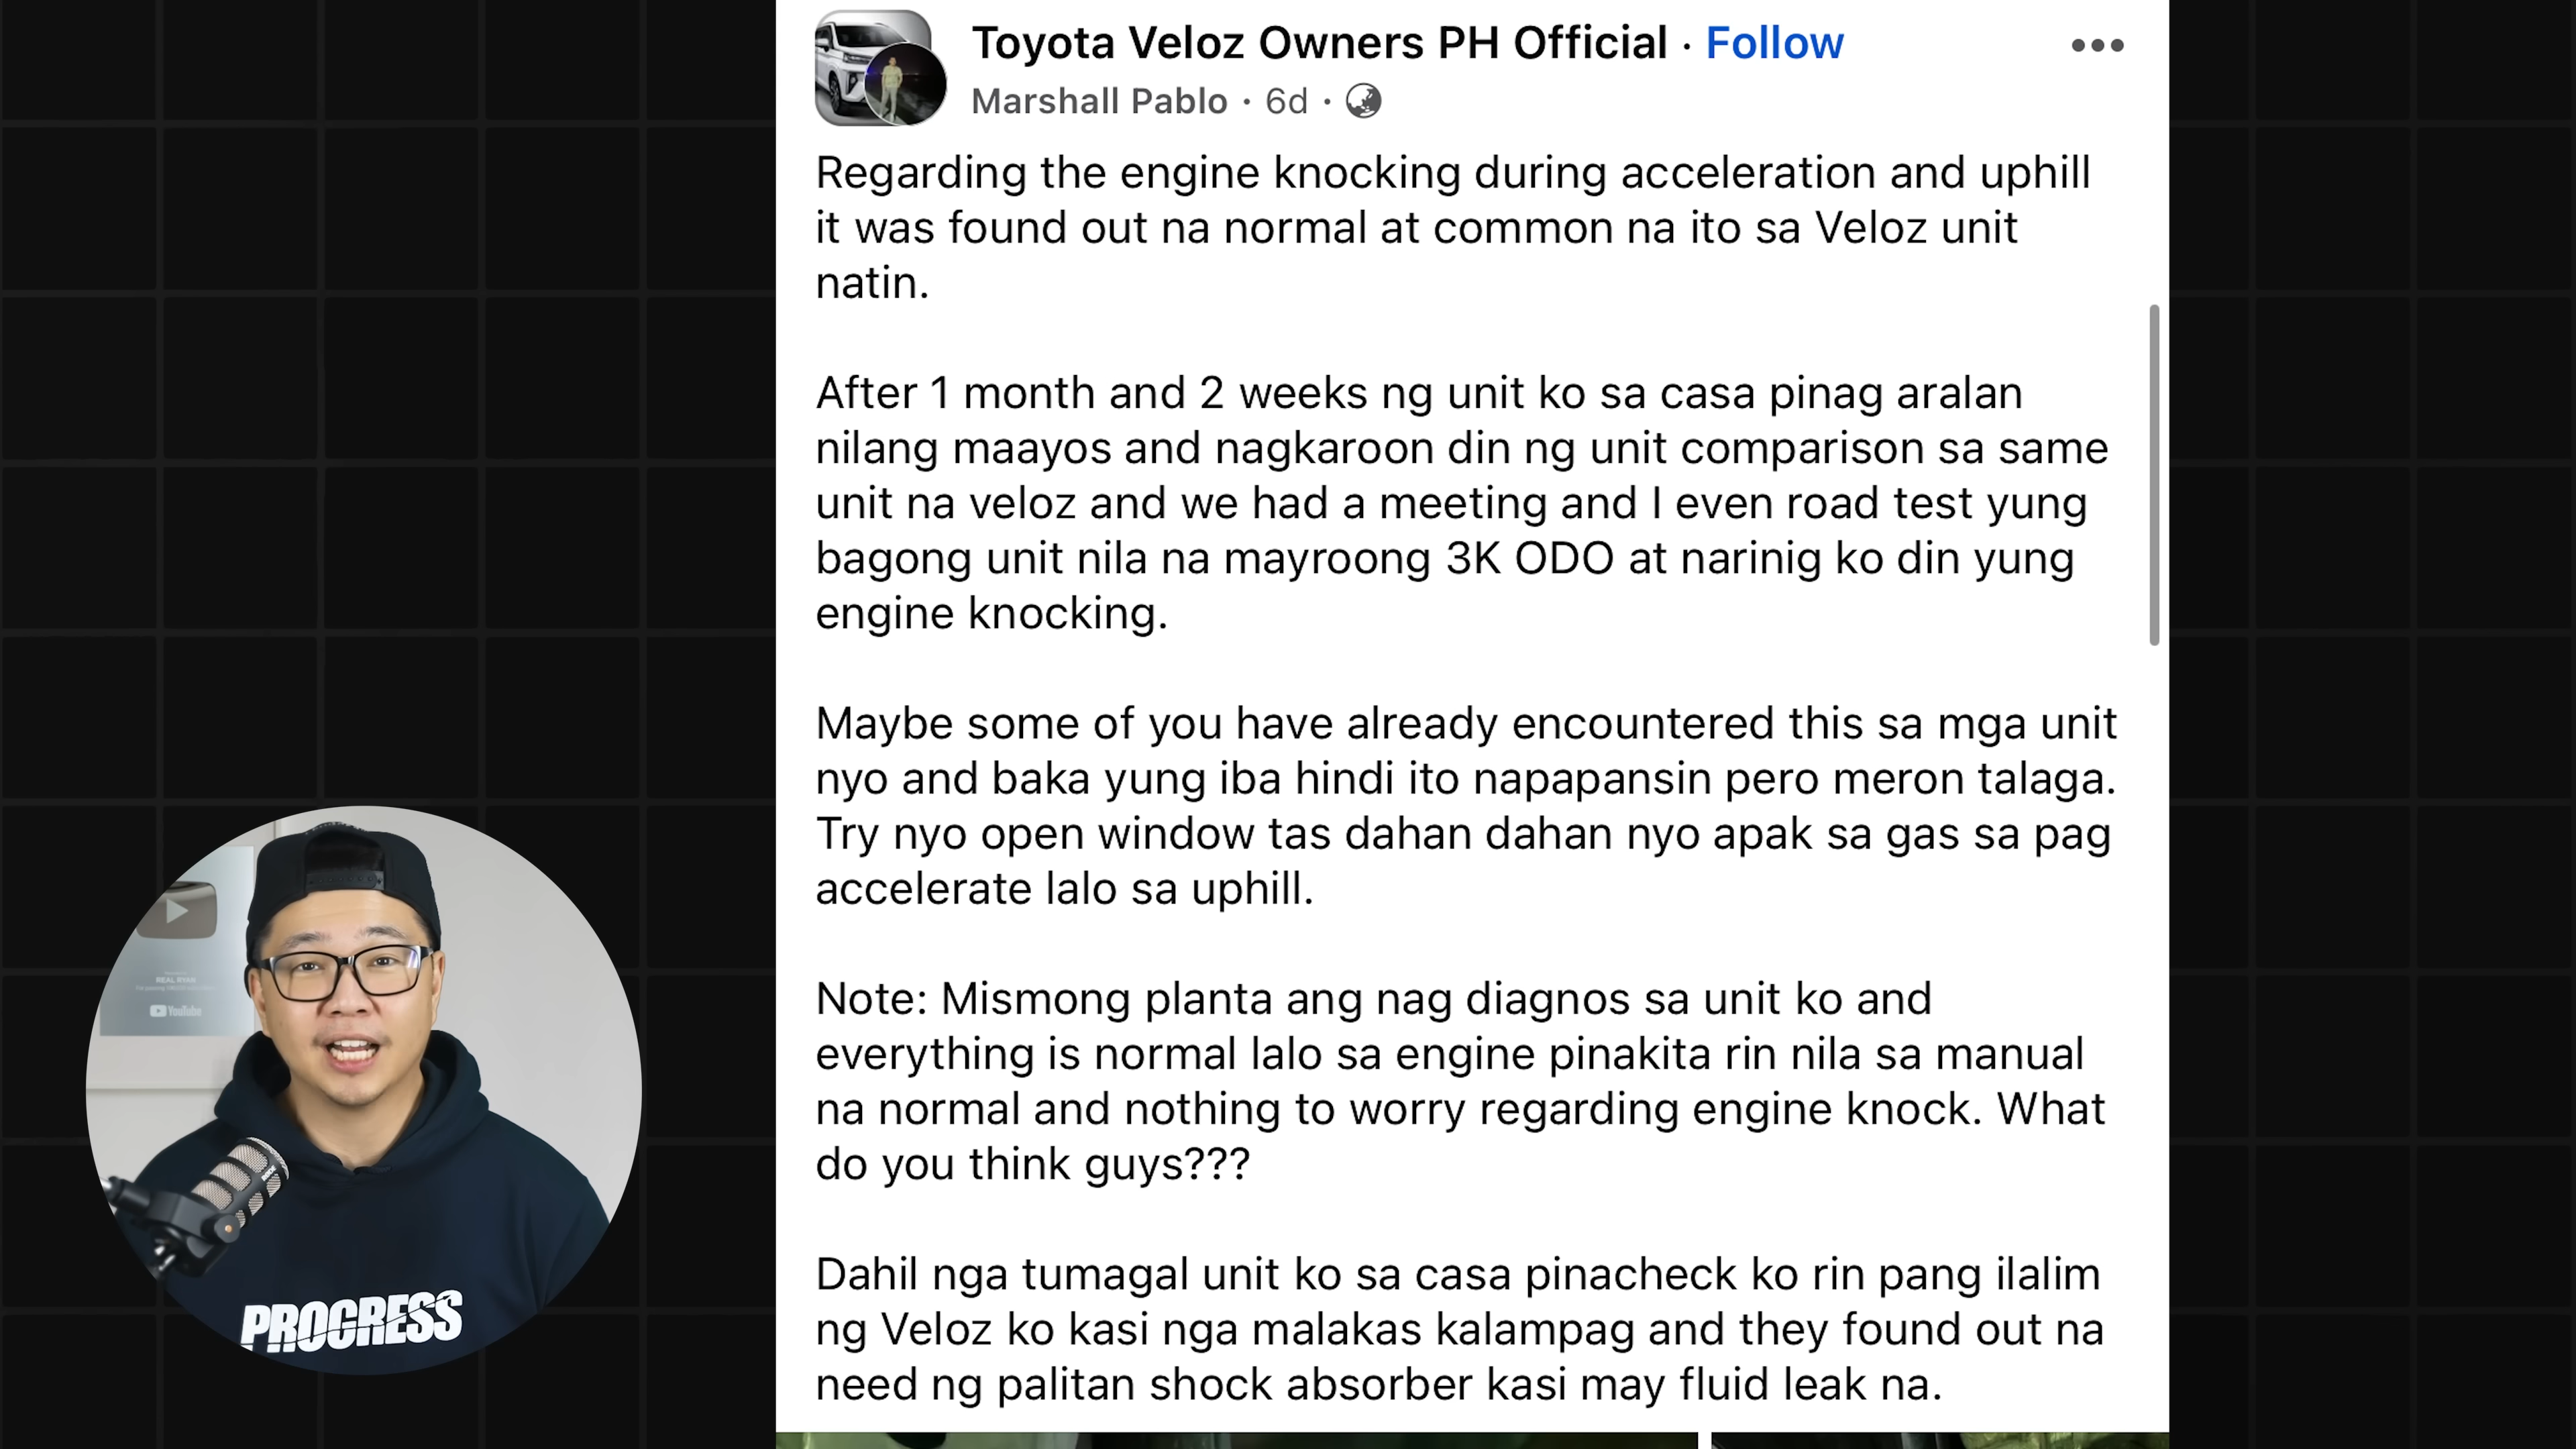 Toyota Veloz Owners PH Official · Follow
Marshall Pablo · 6d ·
Regarding the engine knocking during acceleration and uphill
it was found out na normal at common na ito sa Veloz unit
natin.
After 1 month and 2 weeks ng unit ko sa casa pinag aralan
nilang maayos and nagkaroon din ng unit comparison sa same
unit na veloz and we had a meeting and I even road test yung
bagong unit nila na mayroong 3K ODO at narinig ko din yung
engine knocking.
Maybe some of you have already encountered this sa mga unit
nyo and baka yung iba hindi ito napapansin pero meron talaga.
Try nyo open window tas dahan dahan nyo apak sa gas sa pag
accelerate lalo sa uphill.
Note: Mismong planta ang nag diagnos sa unit ko and
everything is normal lalo sa engine pinakita rin nila sa manual
na normal and nothing to worry regarding engine knock. What
do you think guys???
Dahil nga tumagal unit ko sa casa pinacheck ko rin pang ilalim
ng Veloz ko kasi nga malakas kalampag and they found out na
need ng palitan shock absorber kasi may fluid leak na.
REAL RYAN
YouTube
PROGRESS